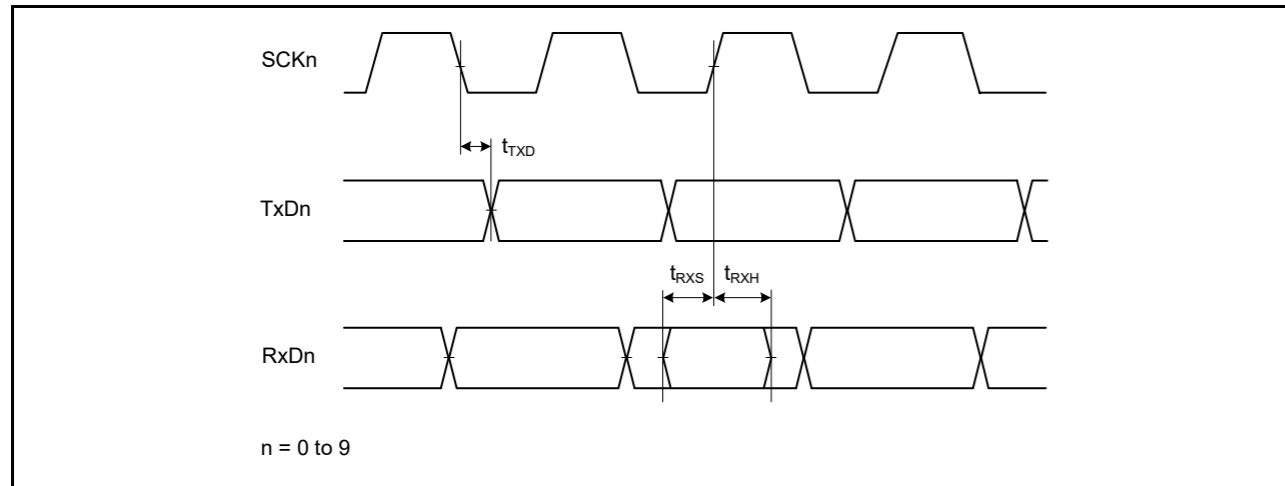 SCKn
tTXD
TxDn
tRXS tRXH
RxDn
n = 0 to 9